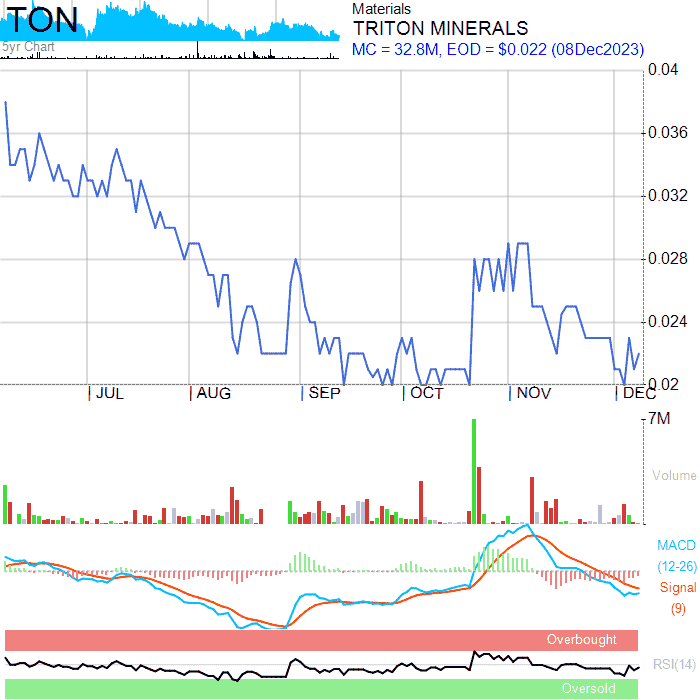 TON
5yr Chart
Materials
TRITON MINERALS
MC = 32.8M, EOD = $0.022 (08Dec2023)
0.04
0.036
0.032
0.028
0.024
0.02
JUL AUG SEP OCT NOV DEC
7M
Volume
MACD
(12-26)
Signal
(9)
Overbought
RSI(14)
Oversold